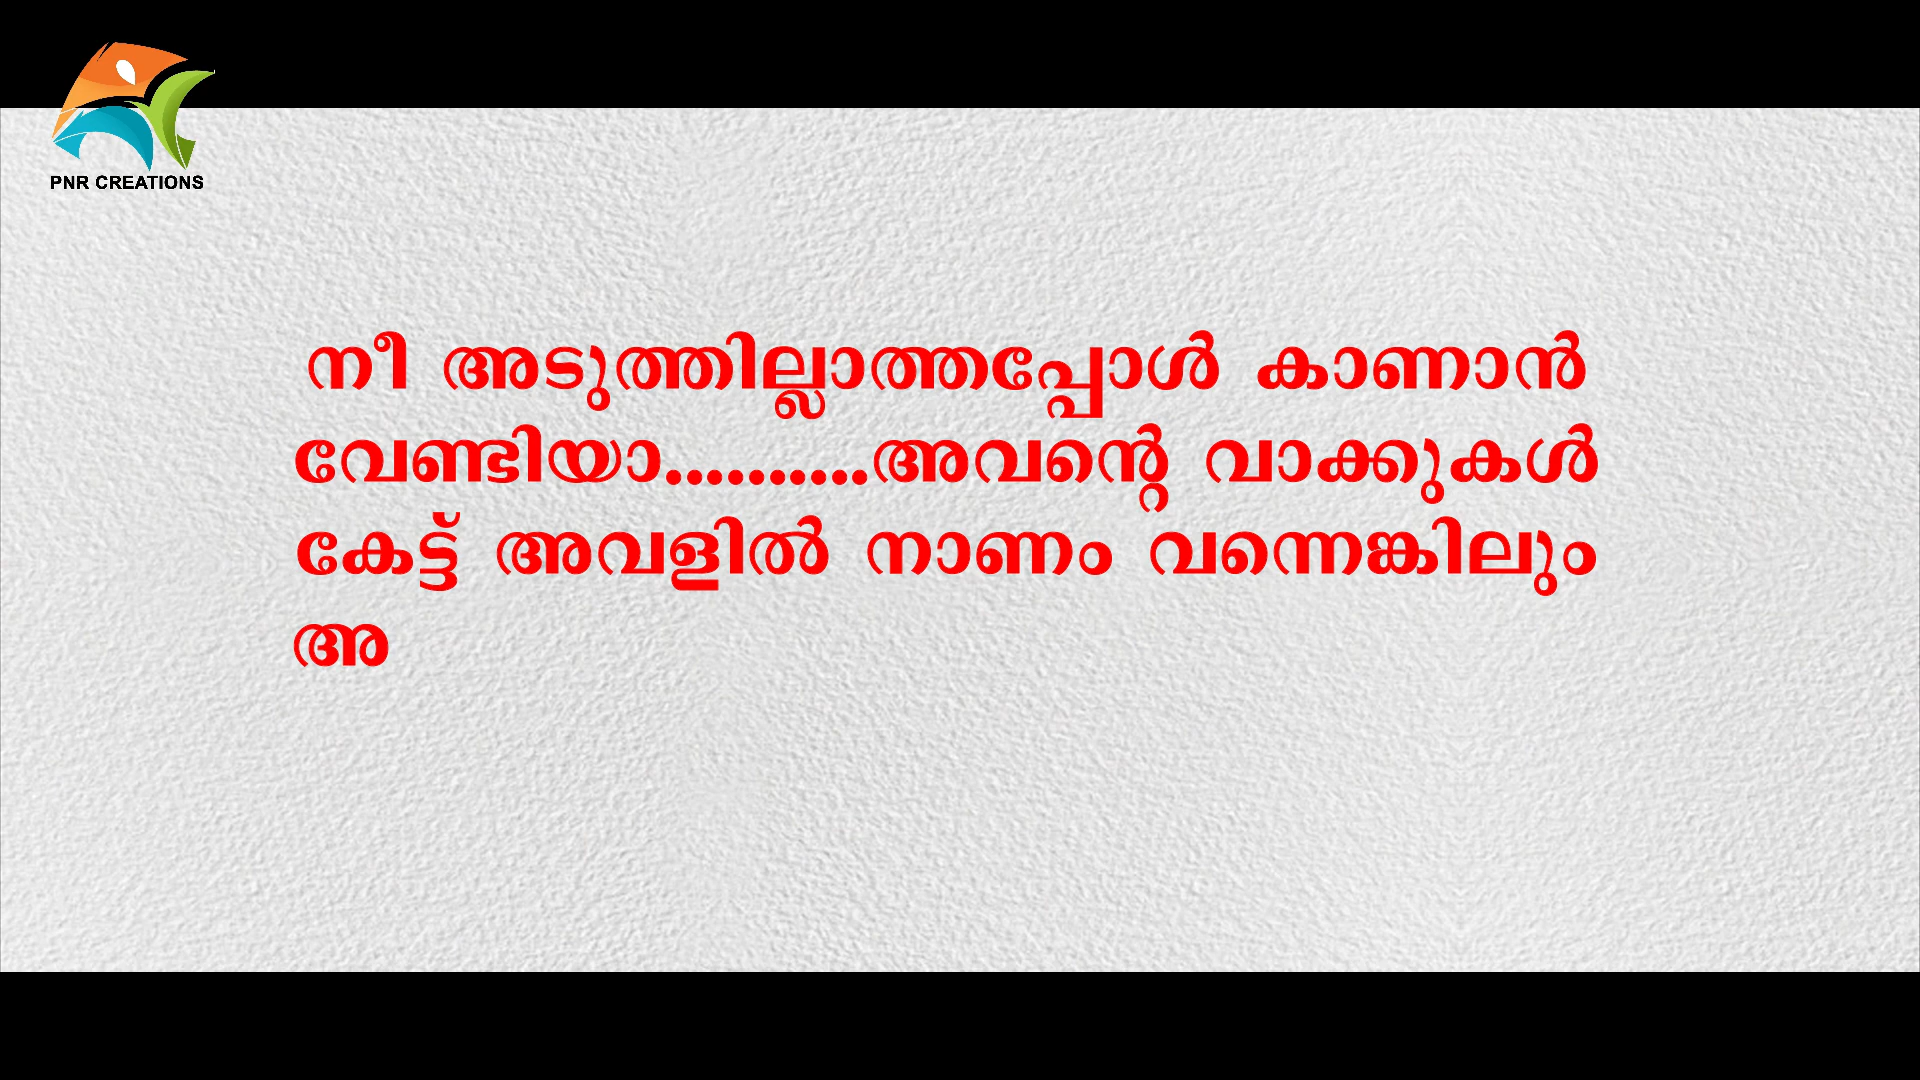 PNR CREATIONS
നീ അടുത്തില്ലാത്തപ്പോൾ കാണാൻ
വേണ്ടിയാ..........അവന്റെ വാക്കുകൾ
കേട്ട് അവളിൽ നാണം വന്നെങ്കിലും
അ